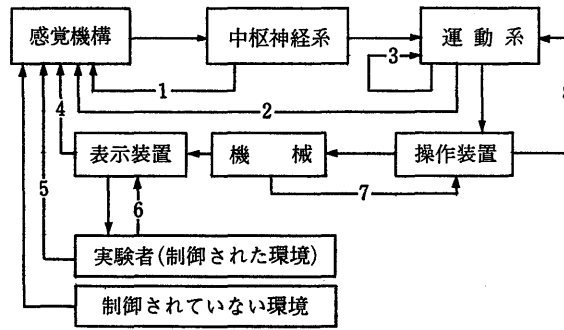 感覚機構
中枢神経系
運動系
3
1
2
4
表示装置
機械
操作装置
5
6
7
実験者(制御された環境)
制御されていない環境